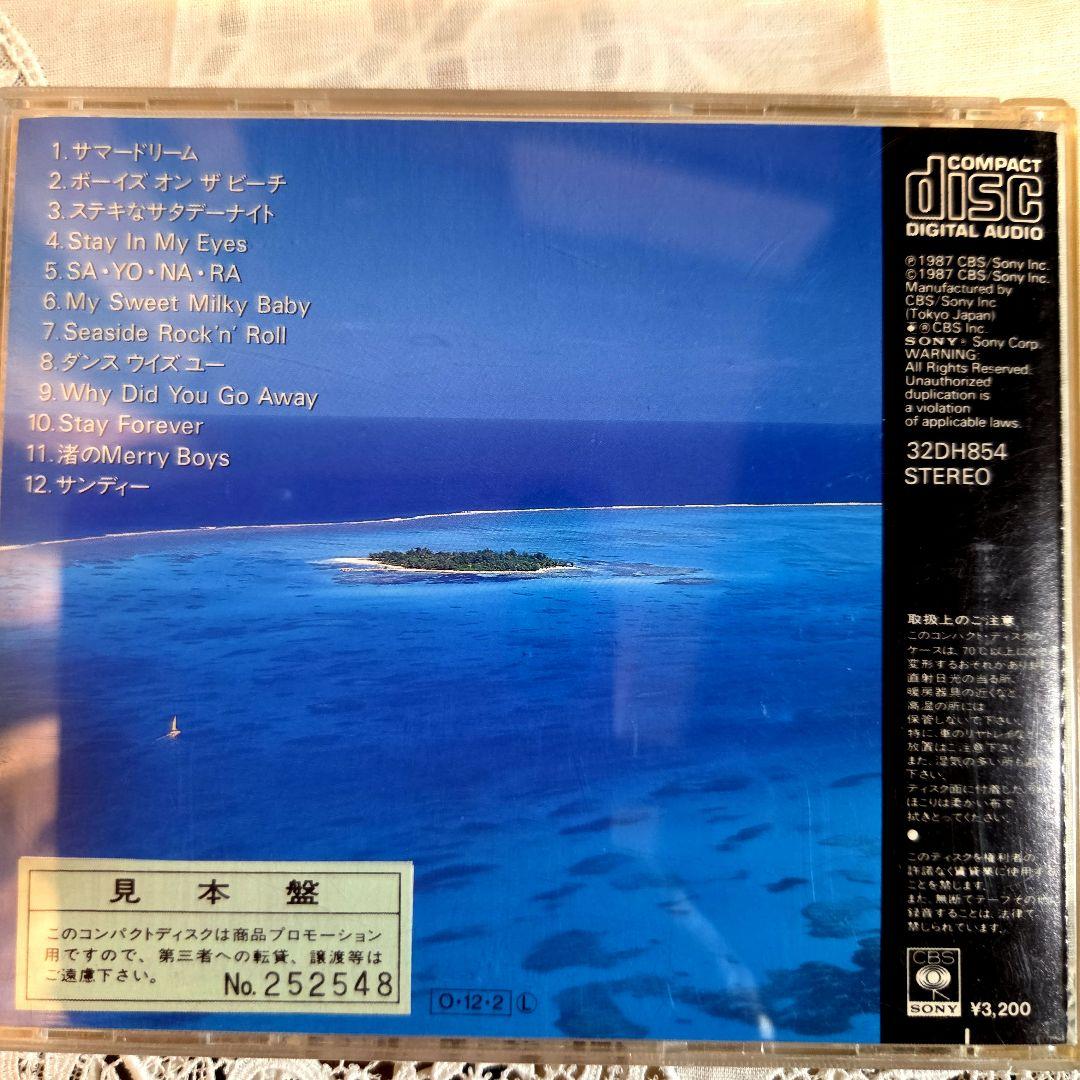 1.サマードリーム
2.ボーイズ オン ザ ビーチ
3.ステキなサタデーナイト
4.Stay In My Eyes
5.SA・YO・NA・RA
6.My Sweet Milky Baby
7.Seaside Rock'n' Roll
8.ダンス ウイズ ユー
9.Why Did You Go Away
10.Stay Forever
11.渚のMerry Boys
12.サンディー
COMPACT
disc
DIGITAL AUDIO
℗1987 CBS/Sony Inc.
©1987 CBS/Sony Inc.
Manufactured by
CBS/Sony Inc
(Tokyo Japan)
®CBS Inc.
SONY® Sony Corp.
WARNING:
All Rights Reserved.
Unauthorized
duplication is
a violation
of applicable laws.
32DH854
STEREO
取扱上のご注意
このコンパクト・ディスクの
ケースは、70℃以上になると
変形するおそれがあります
直射日光の当る所、
暖房器具の近くなど
高温の所には
保管しないで下さい。
特に、車のリヤトレイなど
放置はご注意下さい。
また、湿気の多い所も
下さい。
ディスク面に付着した
ほこりは柔かい布で
拭きとってください。
このディスクを権利者の
許諾なく賃貸業に使用する
ことを禁じます。
また、無断でテープその他に
録音することは、法律で
禁じられています。
CBS
SONY
¥3,200
見本盤
このコンパクトディスクは商品プロモーション
用ですので、第三者への転貸、譲渡等は
ご遠慮下さい。
No.252548
O・12・2 Ⓛ